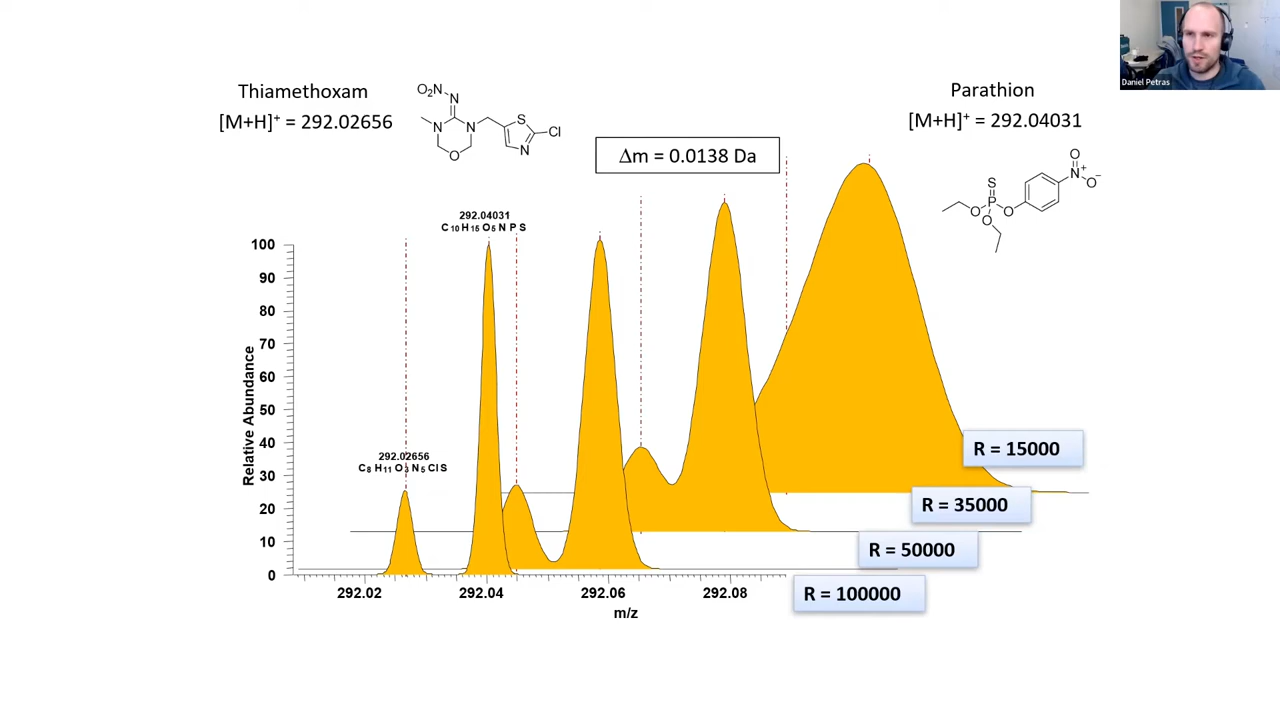 Daniel Petras
Thiamethoxam
[M+H]⁺ = 292.02656
O₂N
N
N
N
O
S
N
Cl
Parathion
[M+H]⁺ = 292.04031
S
P
O
O
O
N⁺
O
O⁻
Δm = 0.0138 Da
292.04031
C₁₀H₁₅O₅NPS
292.02656
C₈H₁₁O₃N₅ClS
Relative Abundance
100
90
80
70
60
50
40
30
20
10
0
292.02
292.04
292.06
292.08
m/z
R = 15000
R = 35000
R = 50000
R = 100000